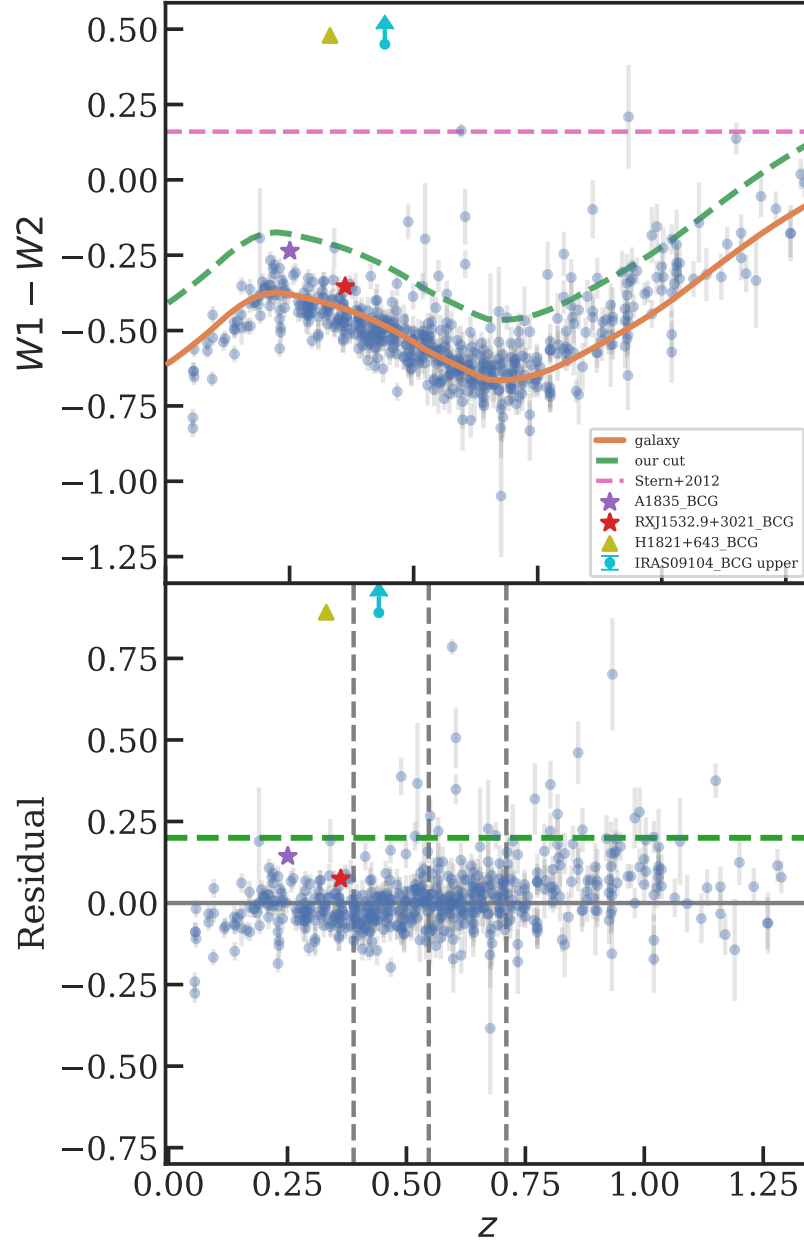 0.50
0.25
0.00
−0.25
−0.50
−0.75
−1.00
−1.25
W1 − W2
galaxy
our cut
Stern+2012
A1835_BCG
RXJ1532.9+3021_BCG
H1821+643_BCG
IRAS09104_BCG upper
0.75
0.50
0.25
0.00
−0.25
−0.50
−0.75
Residual
0.00 0.25 0.50 0.75 1.00 1.25
z